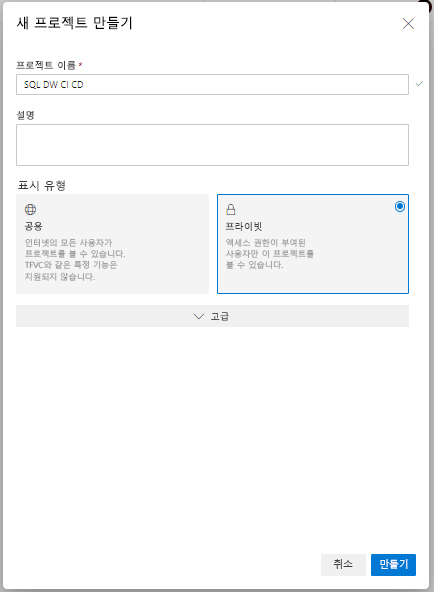 새 프로젝트 만들기
프로젝트 이름 *
SQL DW CI CD
설명
표시 유형
공용
인터넷의 모든 사용자가
프로젝트를 볼 수 있습니다.
TFVC와 같은 특정 기능은
지원되지 않습니다.
프라이빗
액세스 권한이 부여된
사용자만 이 프로젝트를
볼 수 있습니다.
고급
취소
만들기